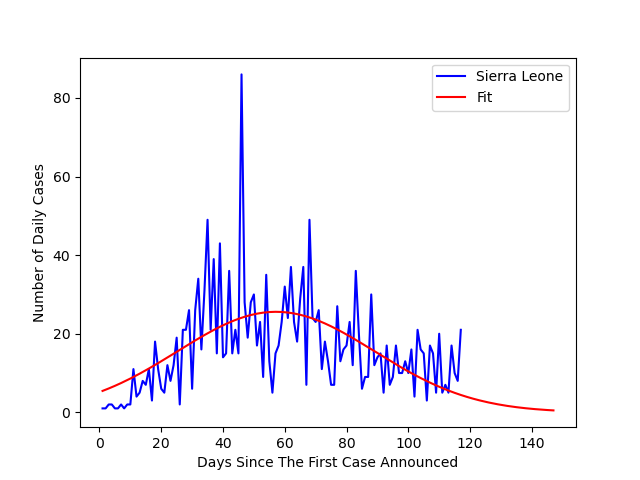 Sierra Leone
Fit
80
60
40
20
0
Number of Daily Cases
0 20 40 60 80 100 120 140
Days Since The First Case Announced